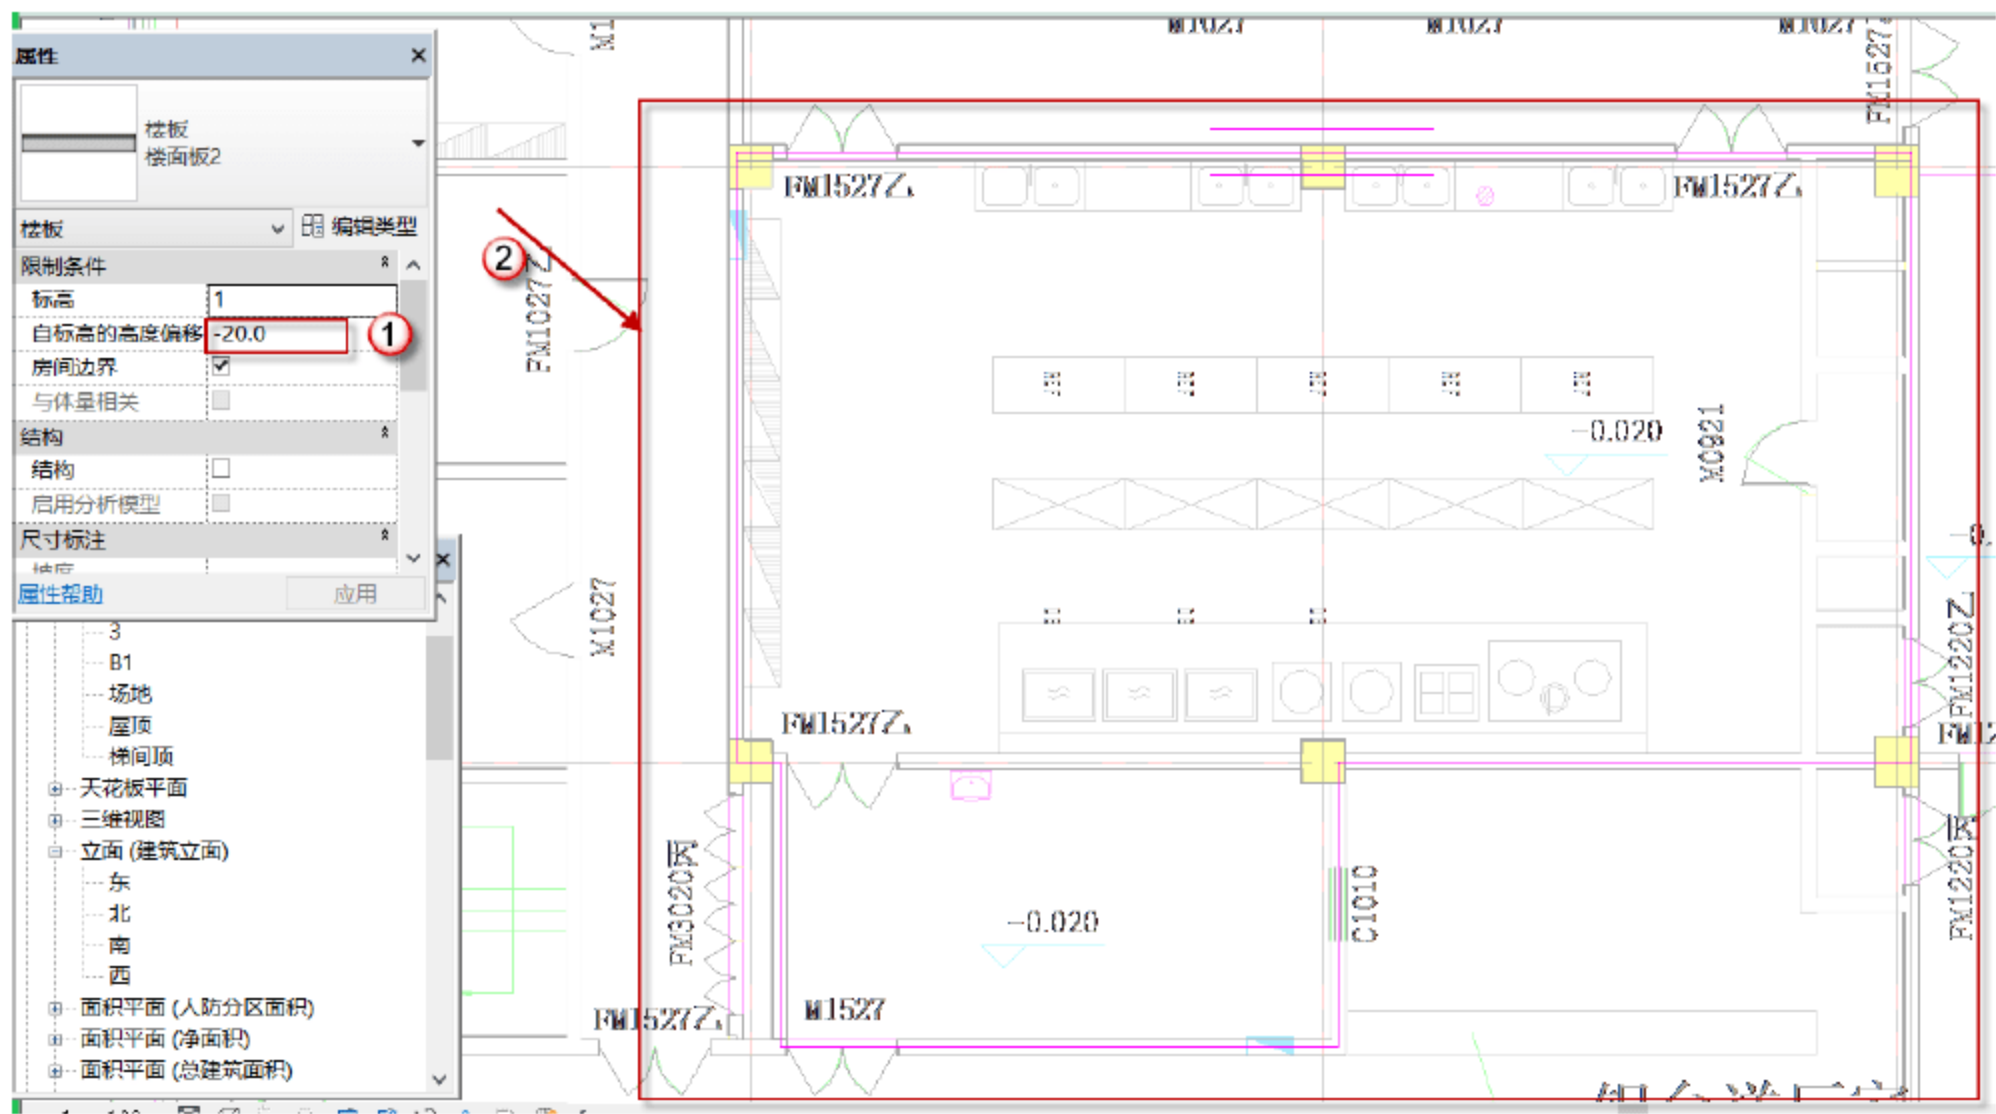 属性
楼板
楼面板2
楼板
编辑类型
限制条件
标高
1
自标高的高度偏移
-20.0
①
房间边界
与体量相关
结构
结构
启用分析模型
尺寸标注
坡度
属性帮助
应用
3
B1
场地
屋顶
梯间顶
天花板平面
三维视图
立面 (建筑立面)
东
北
南
西
面积平面 (人防分区面积)
面积平面 (净面积)
面积平面 (总建筑面积)
②
M1
M1027
M1027
M1027
FM1527乙
FM1527乙
FM1527乙
FM1027乙
-0.020
M0921
M1027
FM1527乙
FM1220乙
FM12
FM3020丙
-0.020
C1010
FM1220丙
FM1527乙
M1527